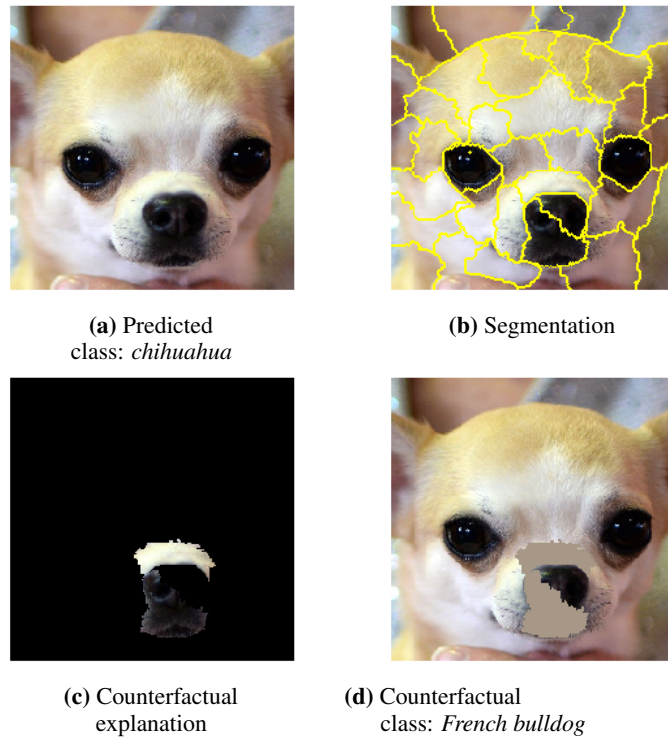 (a) Predicted
class: chihuahua
(b) Segmentation
(c) Counterfactual
explanation
(d) Counterfactual
class: French bulldog